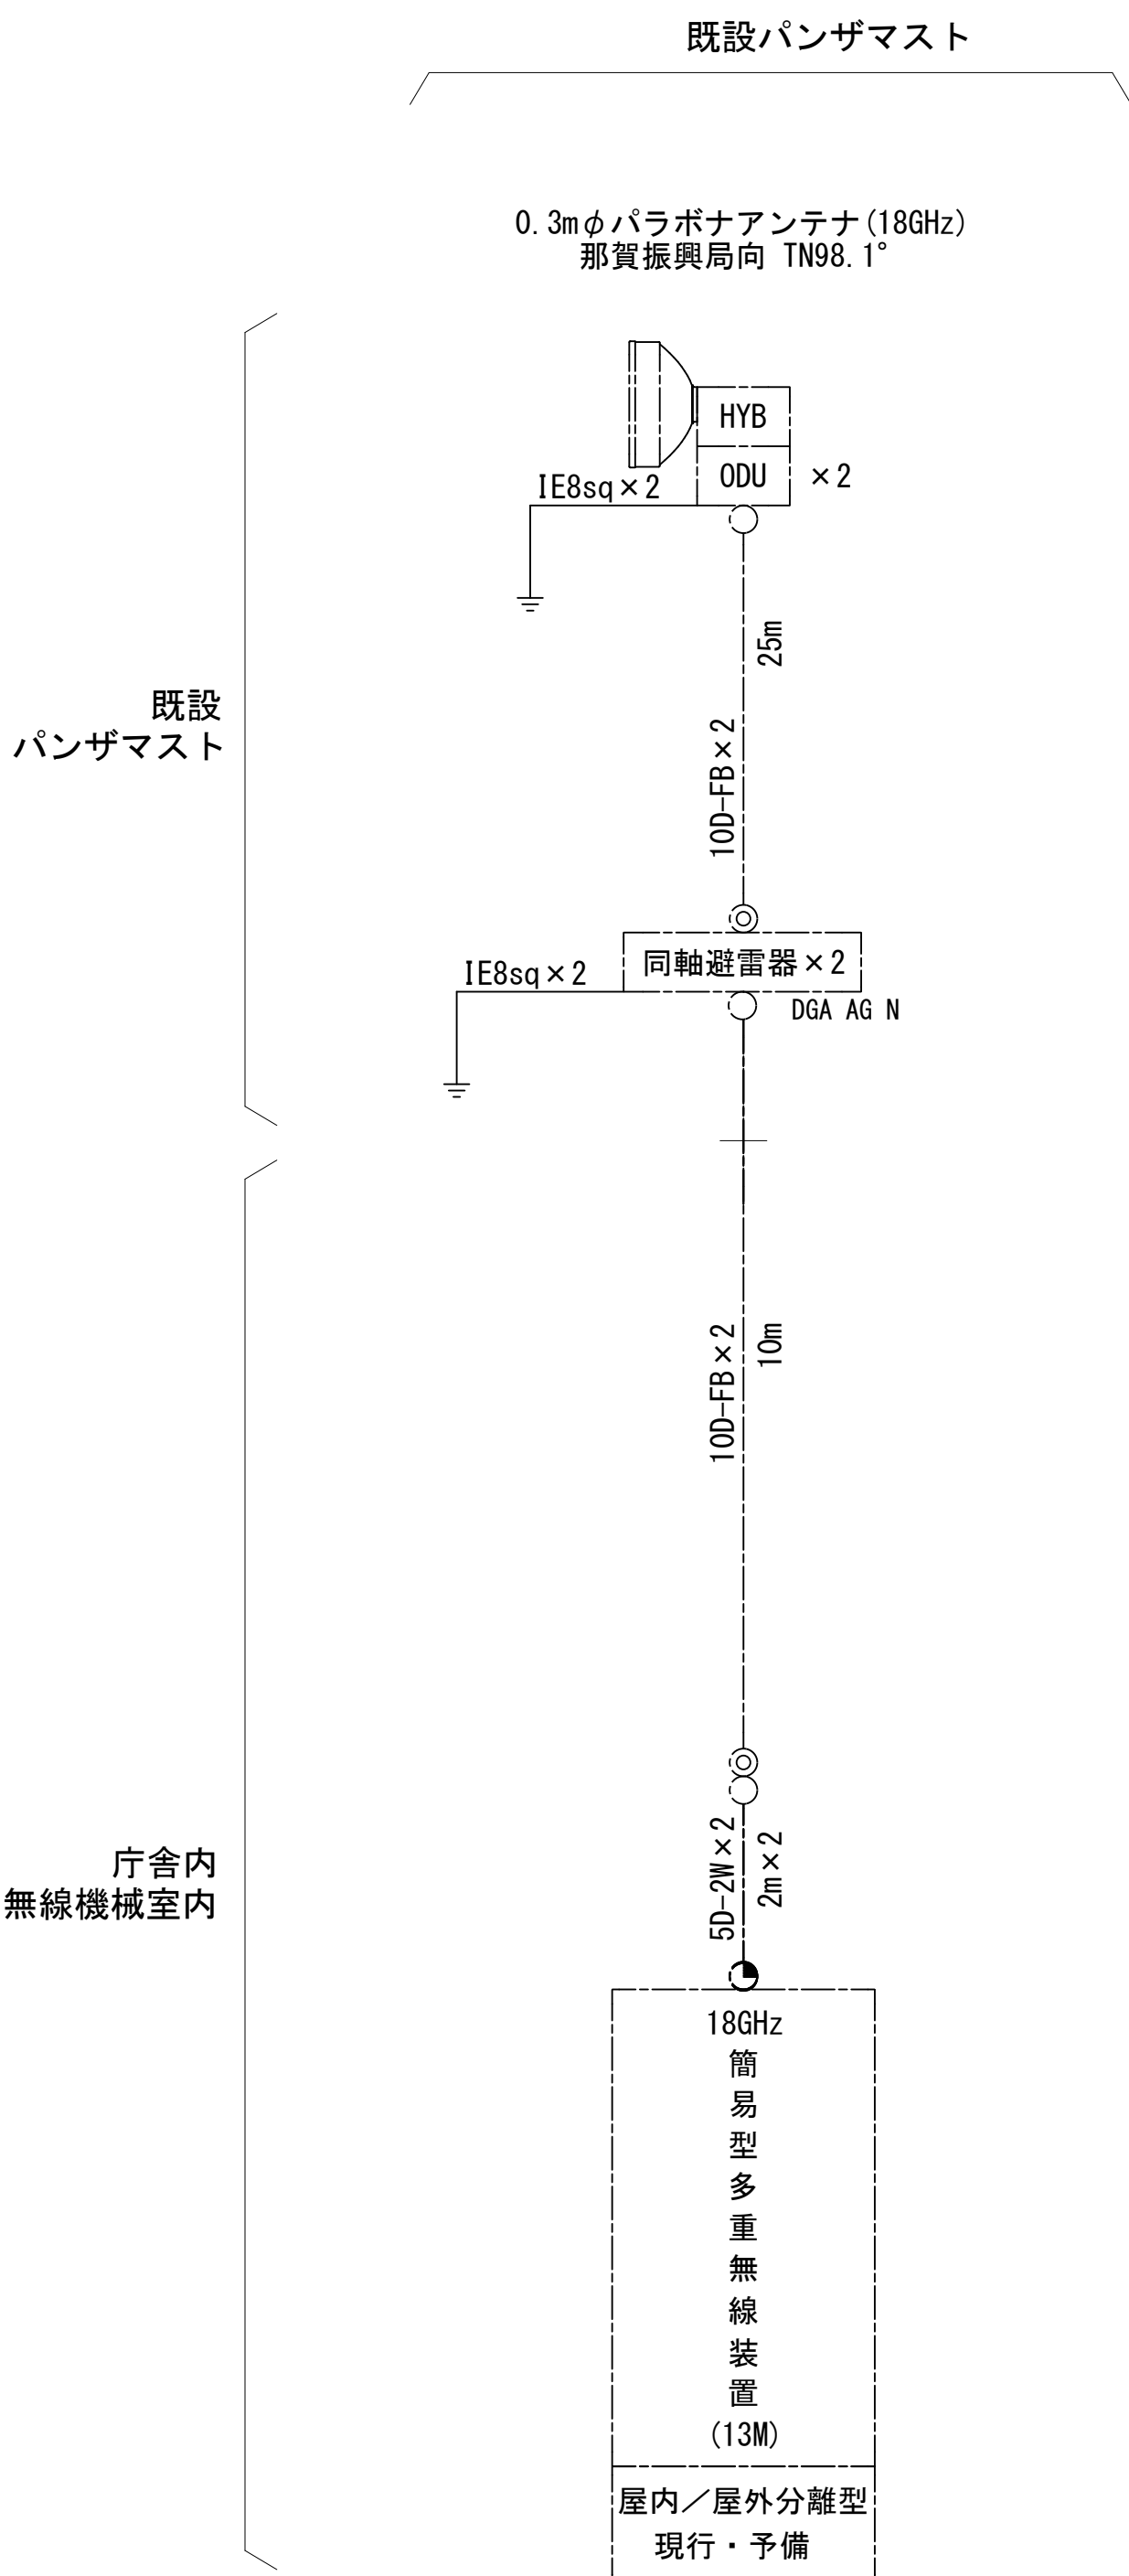 既設パンザマスト
0.3mφパラボナアンテナ(18GHz)
那賀振興局向 TN98.1°
HYB
ODU
×2
IE8sq×2
25m
10D-FB×2
既設
パンザマスト
同軸避雷器×2
IE8sq×2
DGA AG N
10D-FB×2
10m
5D-2W×2
2m×2
庁舎内
無線機械室内
18GHz
簡
易
型
多
重
無
線
装
置
(13M)
屋内／屋外分離型
現行・予備